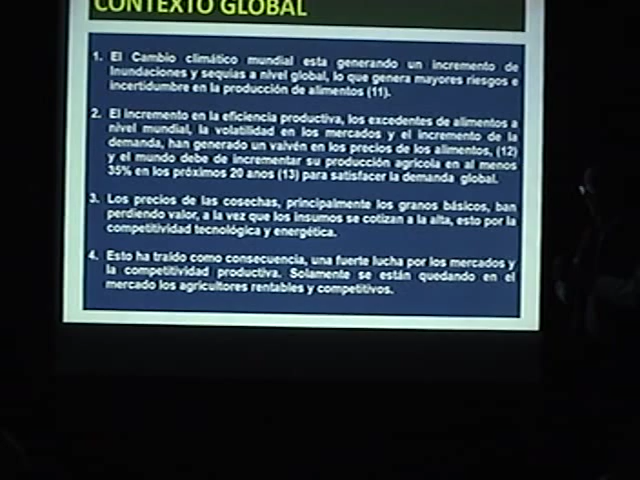 CONTEXTO GLOBAL
1. El Cambio climático mundial esta generando un incremento de
Inundaciones y sequias a nivel global, lo que genera mayores riesgos e
incertidumbre en la producción de alimentos (11).
2. El incremento en la eficiencia productiva, los excedentes de alimentos a
nivel mundial, la volatilidad en los mercados y el incremento de la
demanda, han generado un valvén en los precios de los alimentos, (12)
y el mundo debe de incrementar su producción agrícola en al menos
35% en los próximos 20 años (13) para satisfacer la demanda global.
3. Los precios de las cosechas, principalmente los granos básicos, ban
perdiendo valor, a la vez que los insumos se cotizan a la alta, esto por la
competitividad tecnológica y energética.
4. Esto ha traído como consecuencia, una fuerte lucha por los mercados y
la competitividad productiva. Solamente se están quedando en el
mercado los agricultores rentables y competitivos.